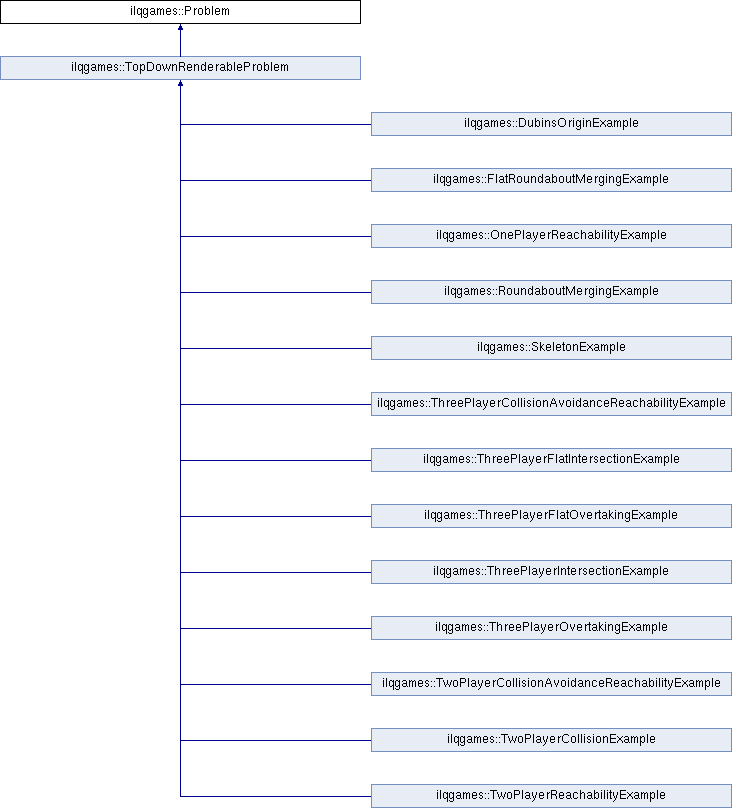 ilqgames::Problem
ilqgames::TopDownRenderableProblem
ilqgames::DubinsOriginExample
ilqgames::FlatRoundaboutMergingExample
ilqgames::OnePlayerReachabilityExample
ilqgames::RoundaboutMergingExample
ilqgames::SkeletonExample
ilqgames::ThreePlayerCollisionAvoidanceReachabilityExample
ilqgames::ThreePlayerFlatIntersectionExample
ilqgames::ThreePlayerFlatOvertakingExample
ilqgames::ThreePlayerIntersectionExample
ilqgames::ThreePlayerOvertakingExample
ilqgames::TwoPlayerCollisionAvoidanceReachabilityExample
ilqgames::TwoPlayerCollisionExample
ilqgames::TwoPlayerReachabilityExample